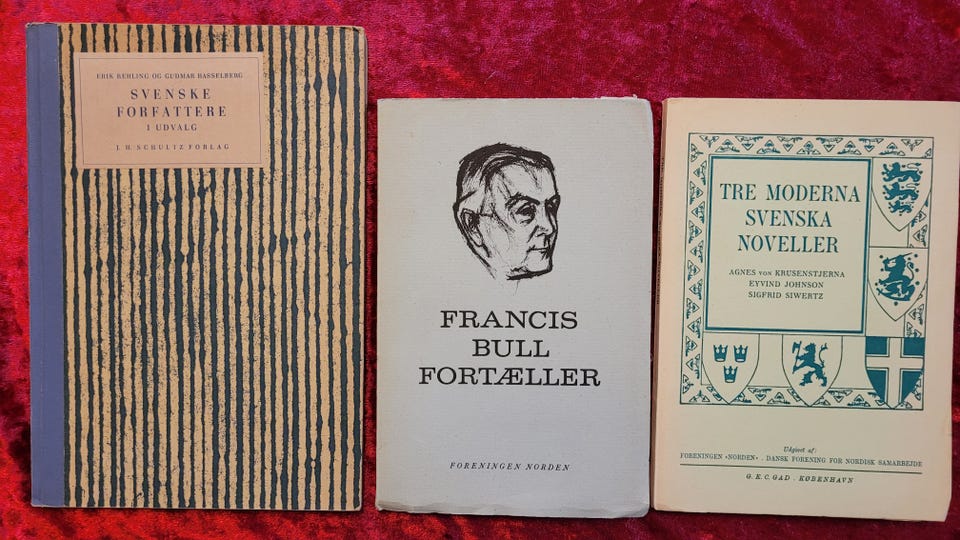 ERIK REHLING OG GUDMAR HASSELBERG
SVENSKE
FORFATTERE
I UDVALG
J. H. SCHULTZ FORLAG
FRANCIS
BULL
FORTÆLLER
FORENINGEN NORDEN
TRE MODERNA
SVENSKA
NOVELLER
AGNES VON KRUSENSTJERNA
EYVIND JOHNSON
SIGFRID SIWERTZ
Udgivet af:
FORENINGEN »NORDEN« . DANSK FORENING FOR NORDISK SAMARBEJDE
G. E. C. GAD . KØBENHAVN